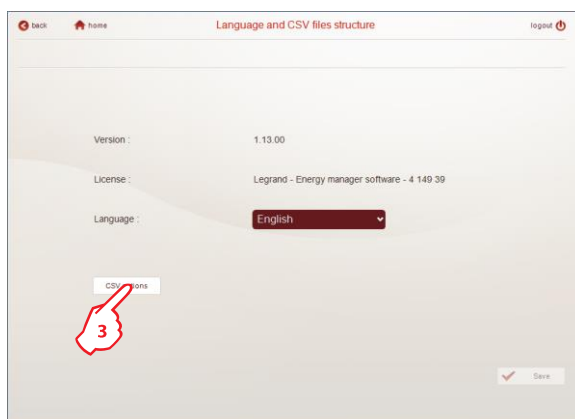 back home Language and CSV files structure logout
Version : 1.13.00
License : Legrand - Energy manager software - 4 149 39
Language : English
CSV
3
Save